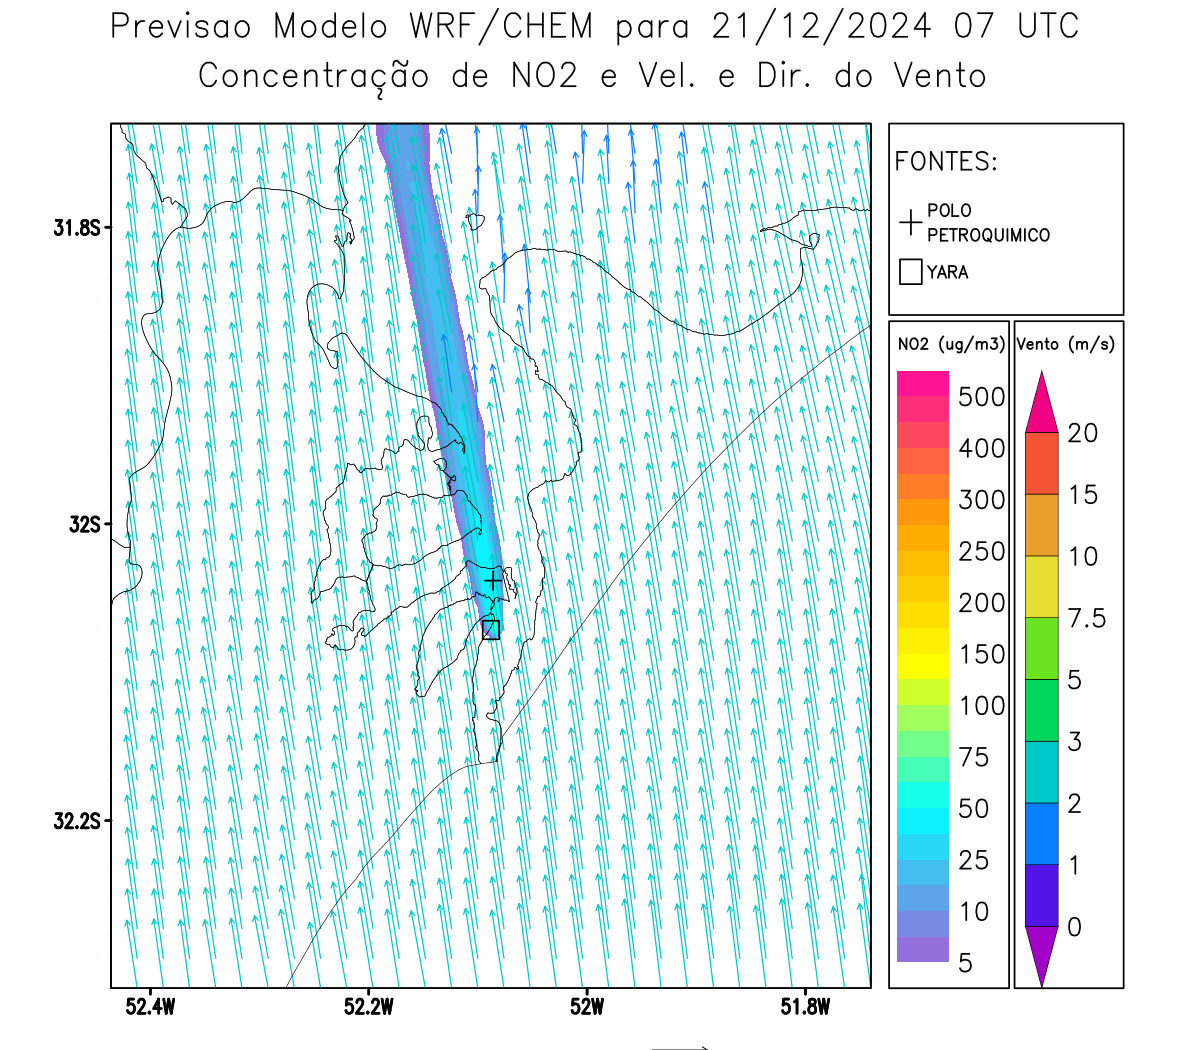 Previsao Modelo WRF/CHEM para 21/12/2024 07 UTC
Concentração de NO2 e Vel. e Dir. do Vento
FONTES:
POLO
PETROQUIMICO
YARA
NO2 (ug/m3)
500
400
300
250
200
150
100
75
50
25
10
5
Vento (m/s)
20
15
10
7.5
5
3
2
1
0
31.8S
32S
32.2S
52.4W
52.2W
52W
51.8W